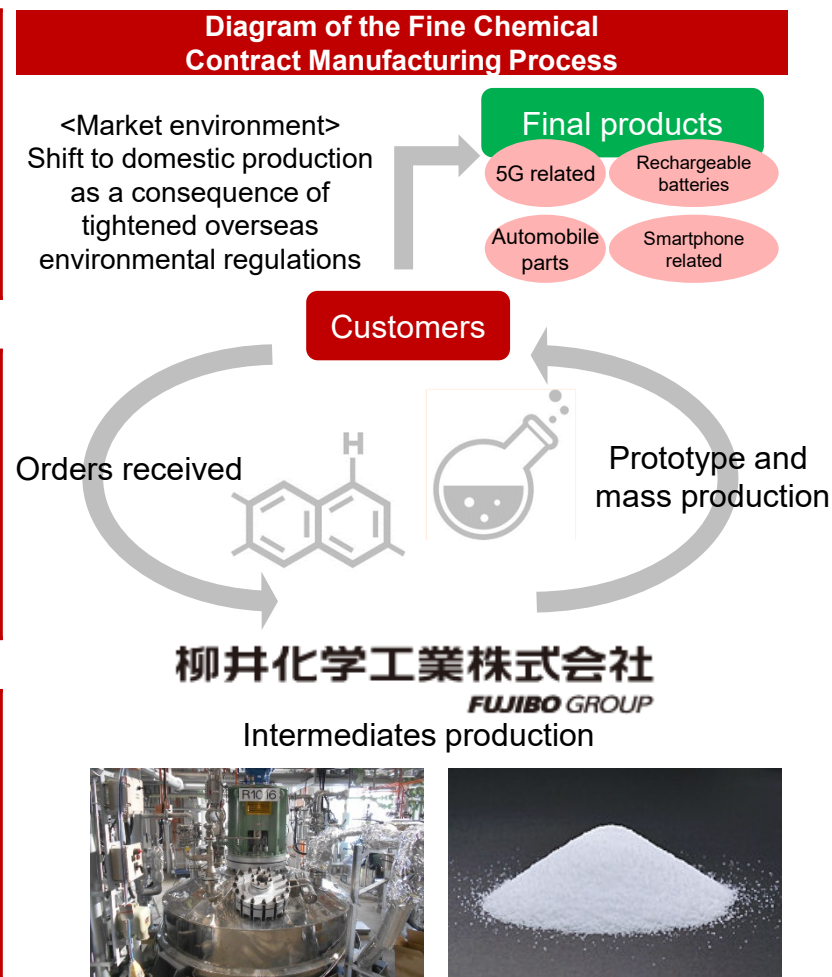 Diagram of the Fine Chemical
Contract Manufacturing Process
<Market environment>
Shift to domestic production
as a consequence of
tightened overseas
environmental regulations
Final products
5G related
Rechargeable
batteries
Automobile
parts
Smartphone
related
Customers
Orders received
H
Prototype and
mass production
柳井化学工業株式会社
FUJIBO GROUP
Intermediates production